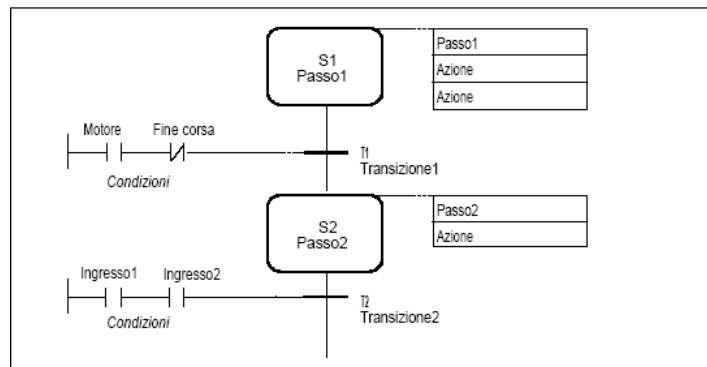 S1
Passo1
Passo1
Azione
Azione
Motore
Fine corsa
Condizioni
T1
Transizione1
S2
Passo2
Passo2
Azione
Ingresso1
Ingresso2
Condizioni
T2
Transizione2